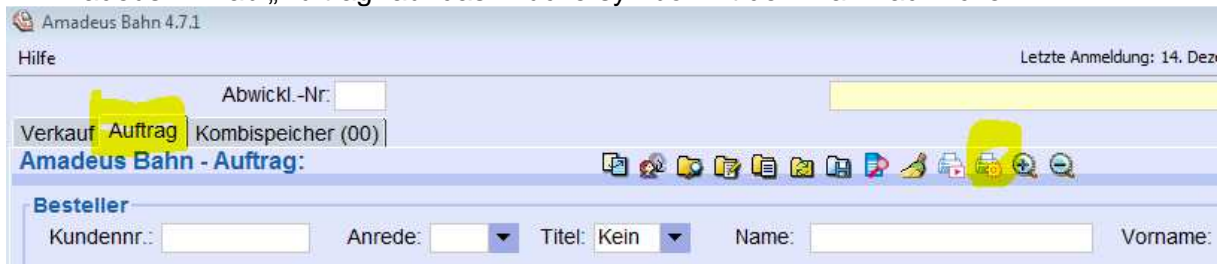 Amadeus Bahn 4.7.1
Hilfe Letzte Anmeldung: 14. Dez
Abwickl.-Nr:
Verkauf Auftrag Kombispeicher (00)
Amadeus Bahn - Auftrag:
Besteller
Kundennr.: Anrede: Titel: Kein Name: Vorname: